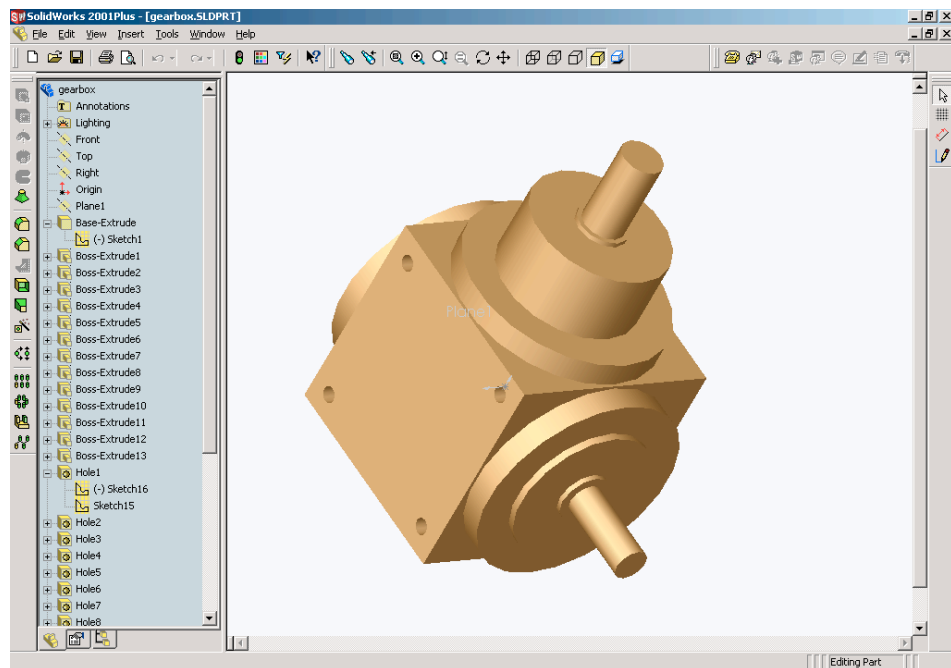 SolidWorks 2001Plus - [gearbox.SLDPRT]
File Edit View Insert Tools Window Help
gearbox
Annotations
Lighting
Front
Top
Right
Origin
Plane1
Base-Extrude
(-) Sketch1
Boss-Extrude1
Boss-Extrude2
Boss-Extrude3
Boss-Extrude4
Boss-Extrude5
Boss-Extrude6
Boss-Extrude7
Boss-Extrude8
Boss-Extrude9
Boss-Extrude10
Boss-Extrude11
Boss-Extrude12
Boss-Extrude13
Hole1
(-) Sketch16
Sketch15
Hole2
Hole3
Hole4
Hole5
Hole6
Hole7
Hole8
Plane1
Editing Part